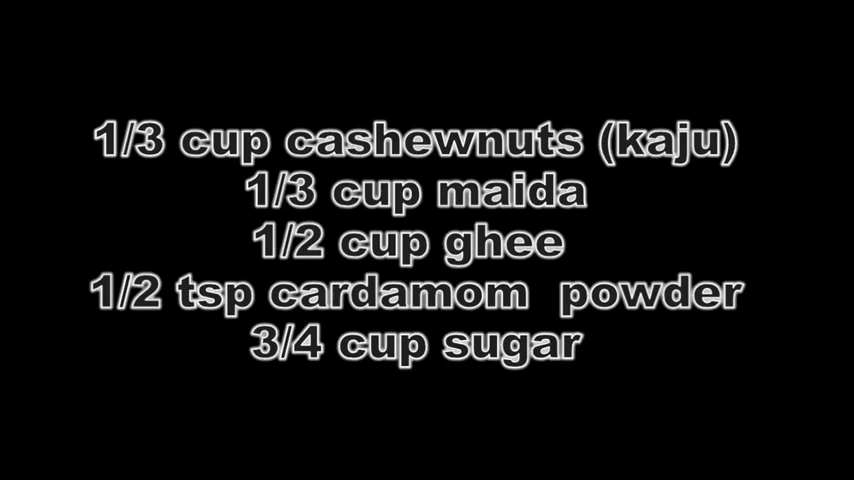 1/3 cup cashewnuts (kaju)
1/3 cup maida
1/2 cup ghee
1/2 tsp cardamom  powder
3/4 cup sugar